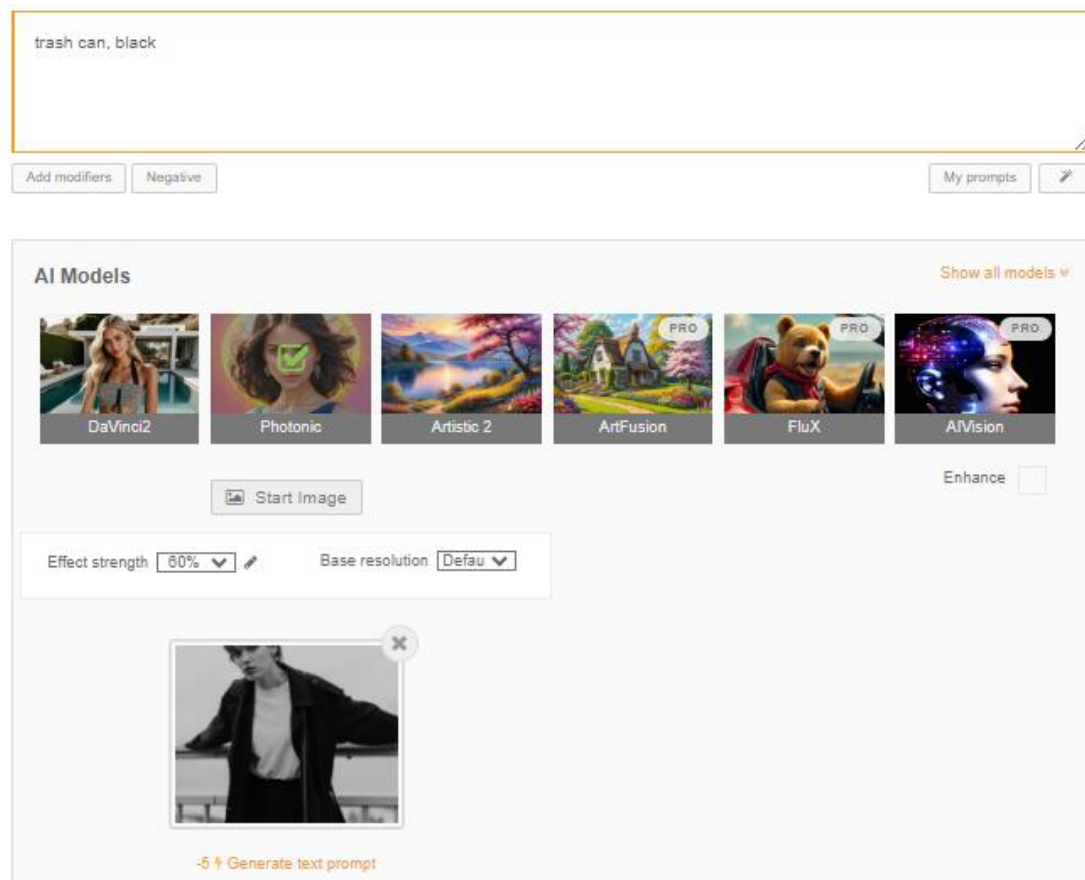 trash can, black
Add modifiers Negative My prompts
AI Models Show all models
PRO PRO PRO
DaVinci2 Photonic Artistic 2 ArtFusion FluX AIVision
Start Image Enhance
Effect strength 60% Base resolution Defau
-5 Generate text prompt